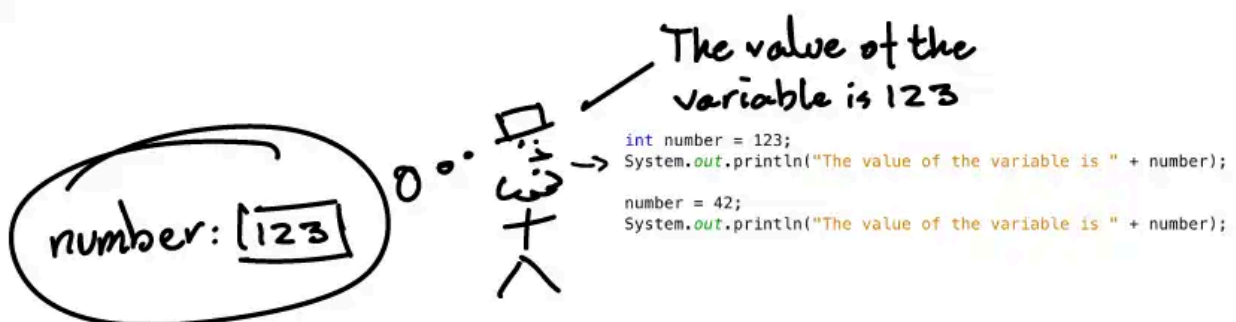 The value of the
variable is 123
number: 123
int number = 123;
System.out.println("The value of the variable is " + number);
number = 42;
System.out.println("The value of the variable is " + number);